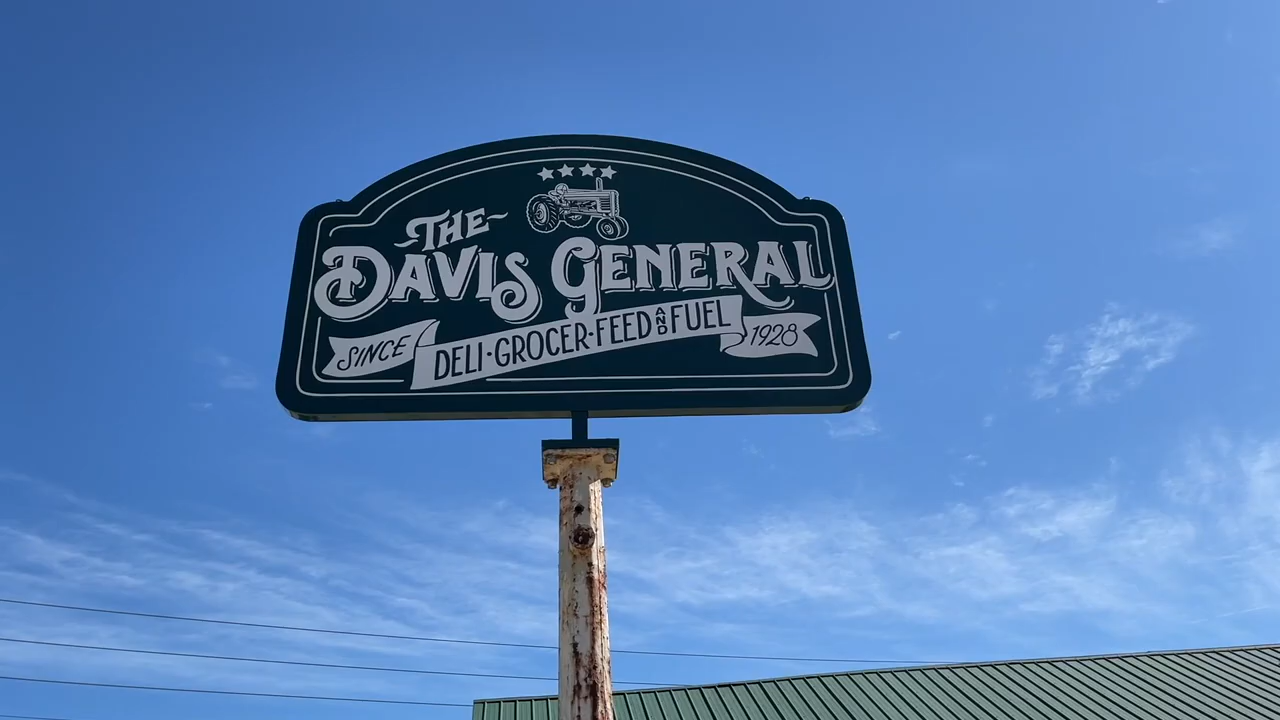 THE
DAVIS GENERAL
SINCE
DELI·GROCER·FEED AND FUEL
1928